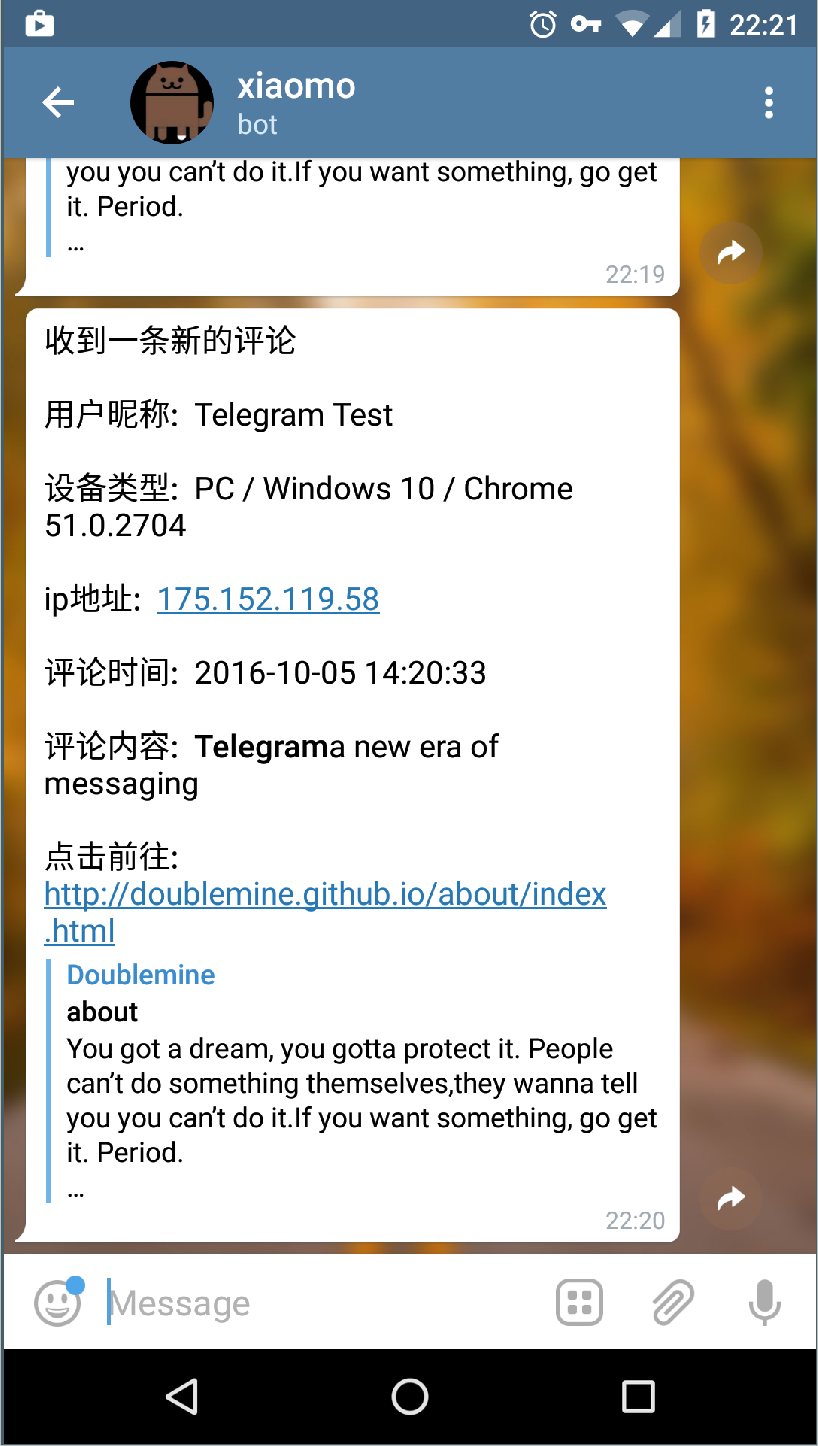 22:21
xiaomo
bot
you you can’t do it.If you want something, go get
it. Period.
…
22:19
收到一条新的评论
用户昵称: Telegram Test
设备类型: PC / Windows 10 / Chrome
51.0.2704
ip地址: 175.152.119.58
评论时间: 2016-10-05 14:20:33
评论内容: Telegrama new era of
messaging
点击前往:
http://doublemine.github.io/about/index
.html
Doublemine
about
You got a dream, you gotta protect it. People
can’t do something themselves,they wanna tell
you you can’t do it.If you want something, go get
it. Period.
…
22:20
Message